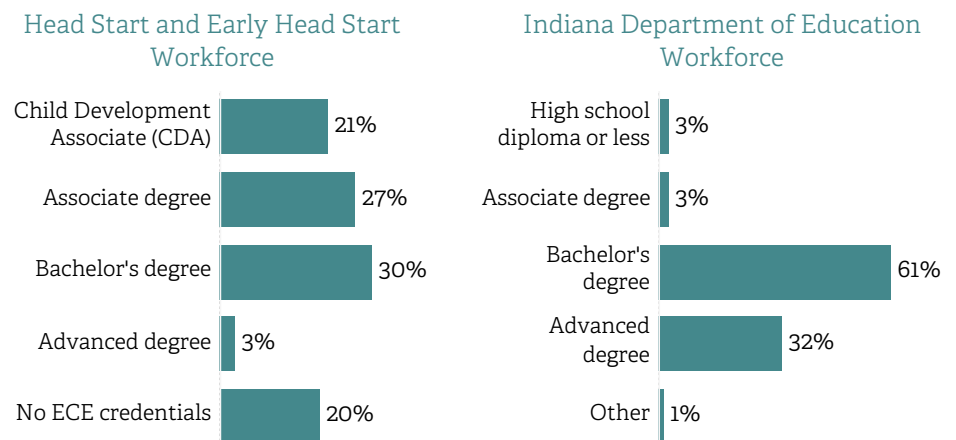 Head Start and Early Head Start
Workforce
Child Development
Associate (CDA)
21%
Associate degree
27%
Bachelor's degree
30%
Advanced degree
3%
No ECE credentials
20%
Indiana Department of Education
Workforce
High school
diploma or less
3%
Associate degree
3%
Bachelor's
degree
61%
Advanced
degree
32%
Other
1%